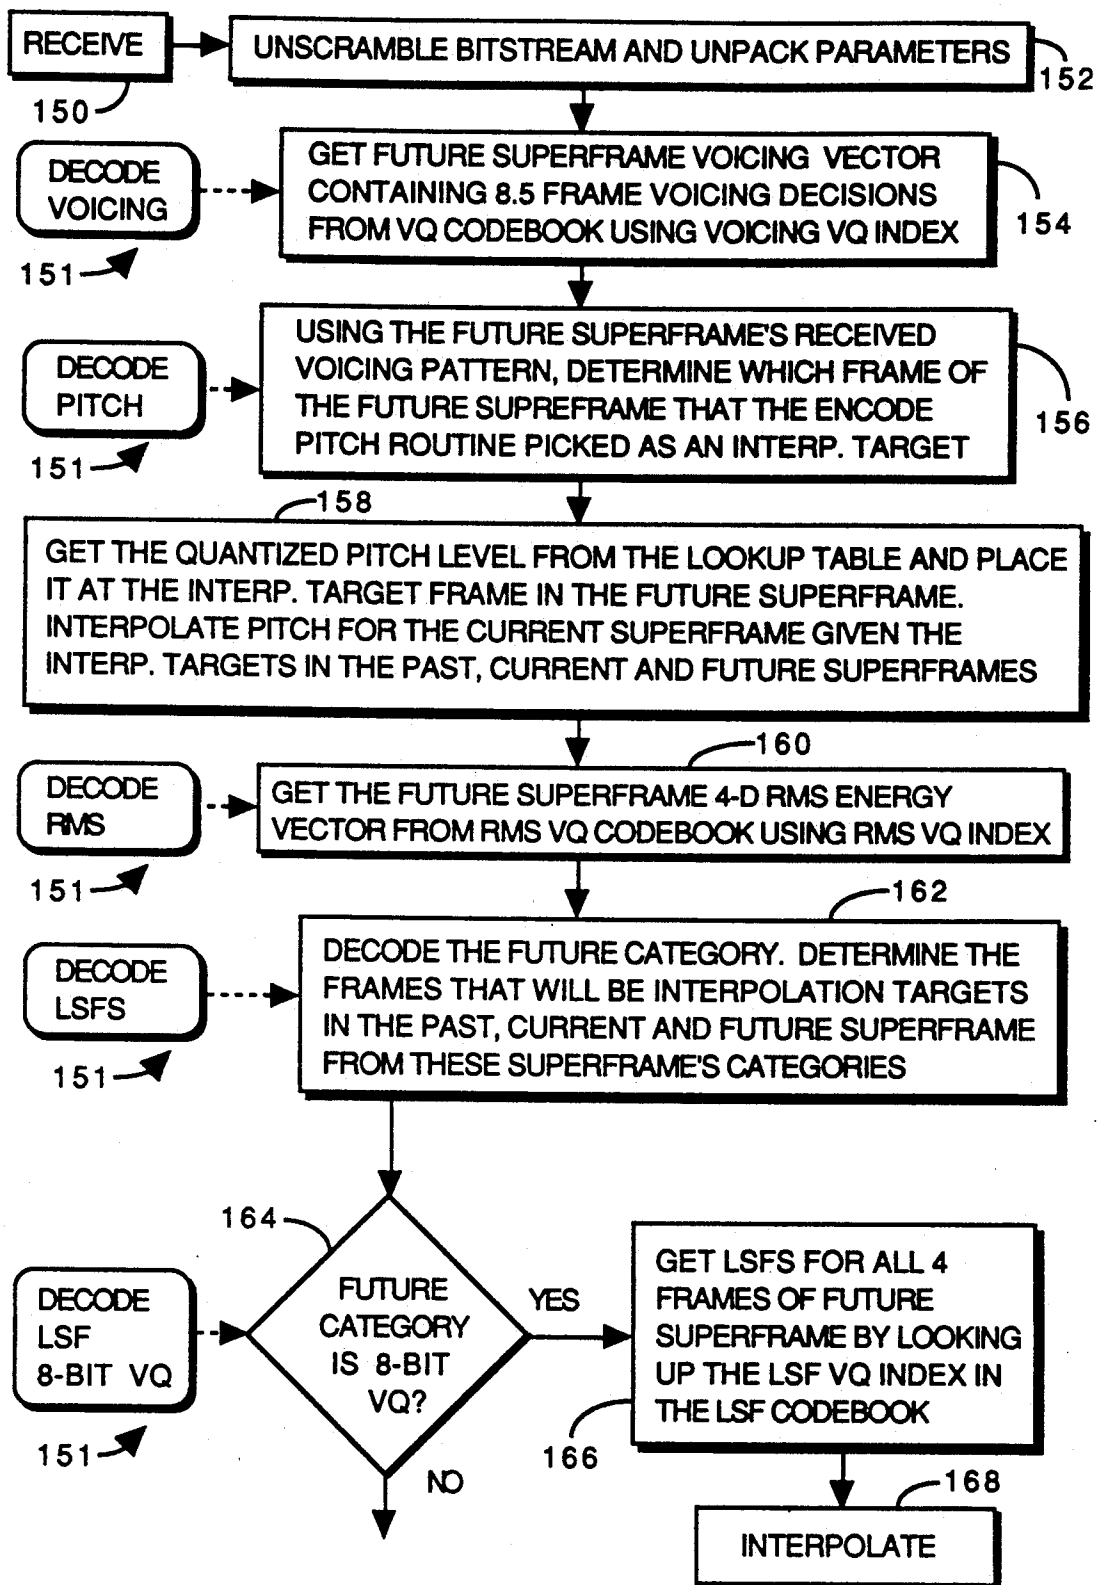 RECEIVE
150
UNSCRAMBLE BITSTREAM AND UNPACK PARAMETERS
152
DECODE
VOICING
151
GET FUTURE SUPERFRAME VOICING VECTOR
CONTAINING 8.5 FRAME VOICING DECISIONS
FROM VQ CODEBOOK USING VOICING VQ INDEX
154
DECODE
PITCH
151
USING THE FUTURE SUPERFRAME'S RECEIVED
VOICING PATTERN, DETERMINE WHICH FRAME OF
THE FUTURE SUPREFRAME THAT THE ENCODE
PITCH ROUTINE PICKED AS AN INTERP. TARGET
156
158
GET THE QUANTIZED PITCH LEVEL FROM THE LOOKUP TABLE AND PLACE
IT AT THE INTERP. TARGET FRAME IN THE FUTURE SUPERFRAME.
INTERPOLATE PITCH FOR THE CURRENT SUPERFRAME GIVEN THE
INTERP. TARGETS IN THE PAST, CURRENT AND FUTURE SUPERFRAMES
160
DECODE
RMS
151
GET THE FUTURE SUPERFRAME 4-D RMS ENERGY
VECTOR FROM RMS VQ CODEBOOK USING RMS VQ INDEX
162
DECODE
LSFS
151
DECODE THE FUTURE CATEGORY. DETERMINE THE
FRAMES THAT WILL BE INTERPOLATION TARGETS
IN THE PAST, CURRENT AND FUTURE SUPERFRAME
FROM THESE SUPERFRAME'S CATEGORIES
164
DECODE
LSF
8-BIT VQ
151
FUTURE
CATEGORY
IS 8-BIT
VQ?
YES
NO
GET LSFS FOR ALL 4
FRAMES OF FUTURE
SUPERFRAME BY LOOKING
UP THE LSF VQ INDEX IN
THE LSF CODEBOOK
166
168
INTERPOLATE